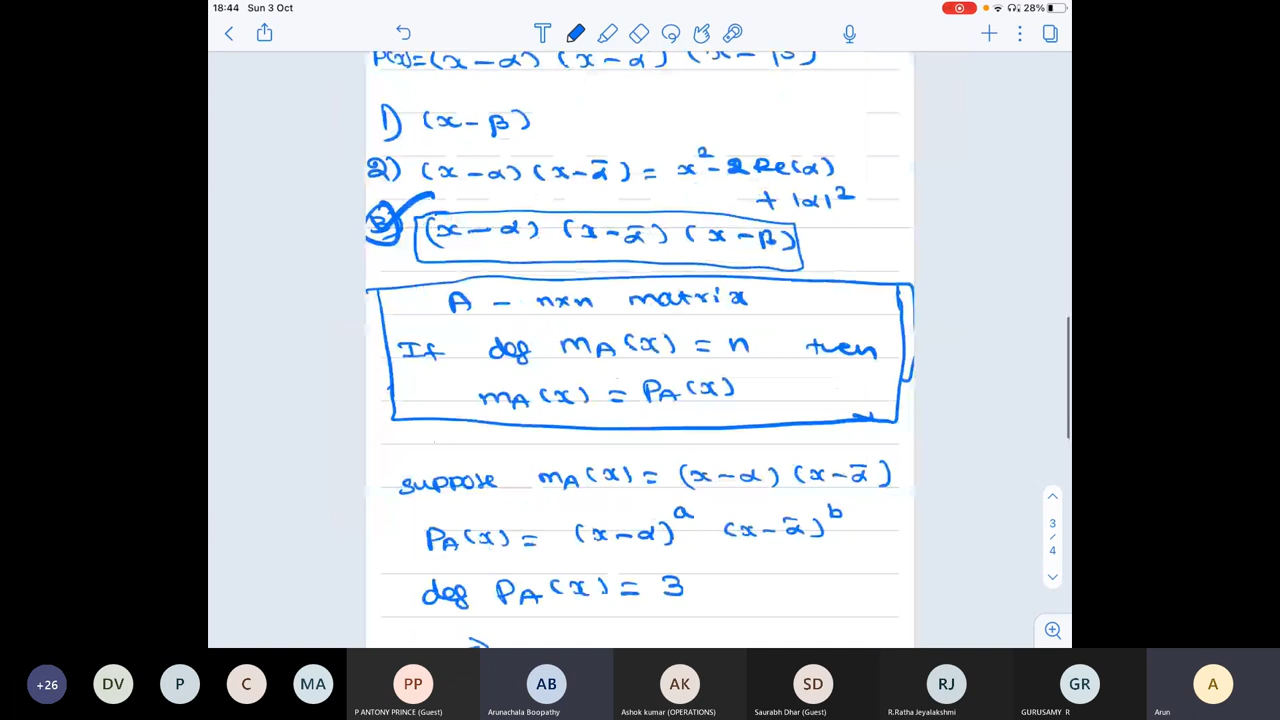 18:44 Sun 3 Oct
28%
P(x)=(x-α) (x-ᾱ) (x-β)
1) (x-β)
2) (x-α)(x-ᾱ) = x²-2Re(α)
+ |α|²
3) (x-α) (x-ᾱ) (x-β)
A - n×n matrix
If deg m_A(x) = n then
m_A(x) = P_A(x)
suppose m_A(x) = (x-α) (x-ᾱ)
P_A(x) = (x-α)^a (x-ᾱ)^b
deg P_A(x) = 3
3
/
4
+26
DV
P
C
MA
PP
AB
AK
SD
RJ
GR
A
P ANTONY PRINCE (Guest)
Arunachala Boopathy
Ashok kumar (OPERATIONS)
Saurabh Dhar (Guest)
R.Ratha Jeyalakshmi
GURUSAMY R
Arun